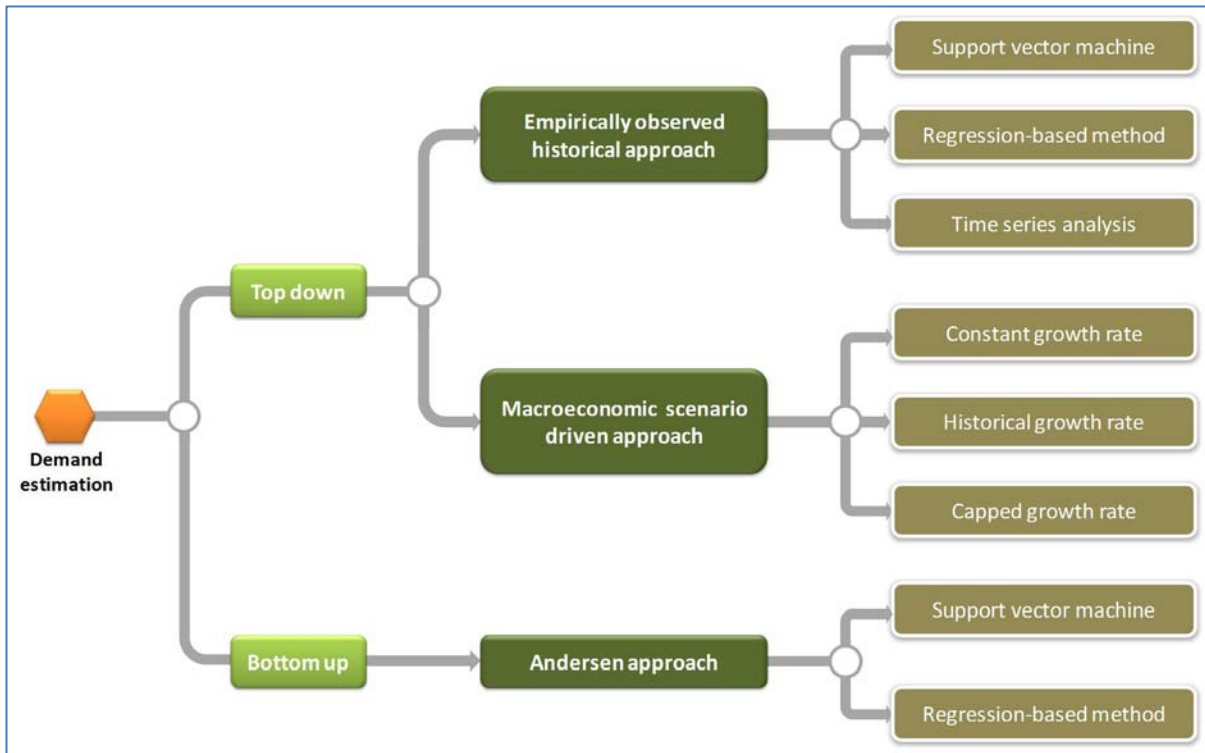 Demand
estimation
Top down
Empirically observed
historical approach
Support vector machine
Regression-based method
Time series analysis
Macroeconomic scenario
driven approach
Constant growth rate
Historical growth rate
Capped growth rate
Bottom up
Andersen approach
Support vector machine
Regression-based method